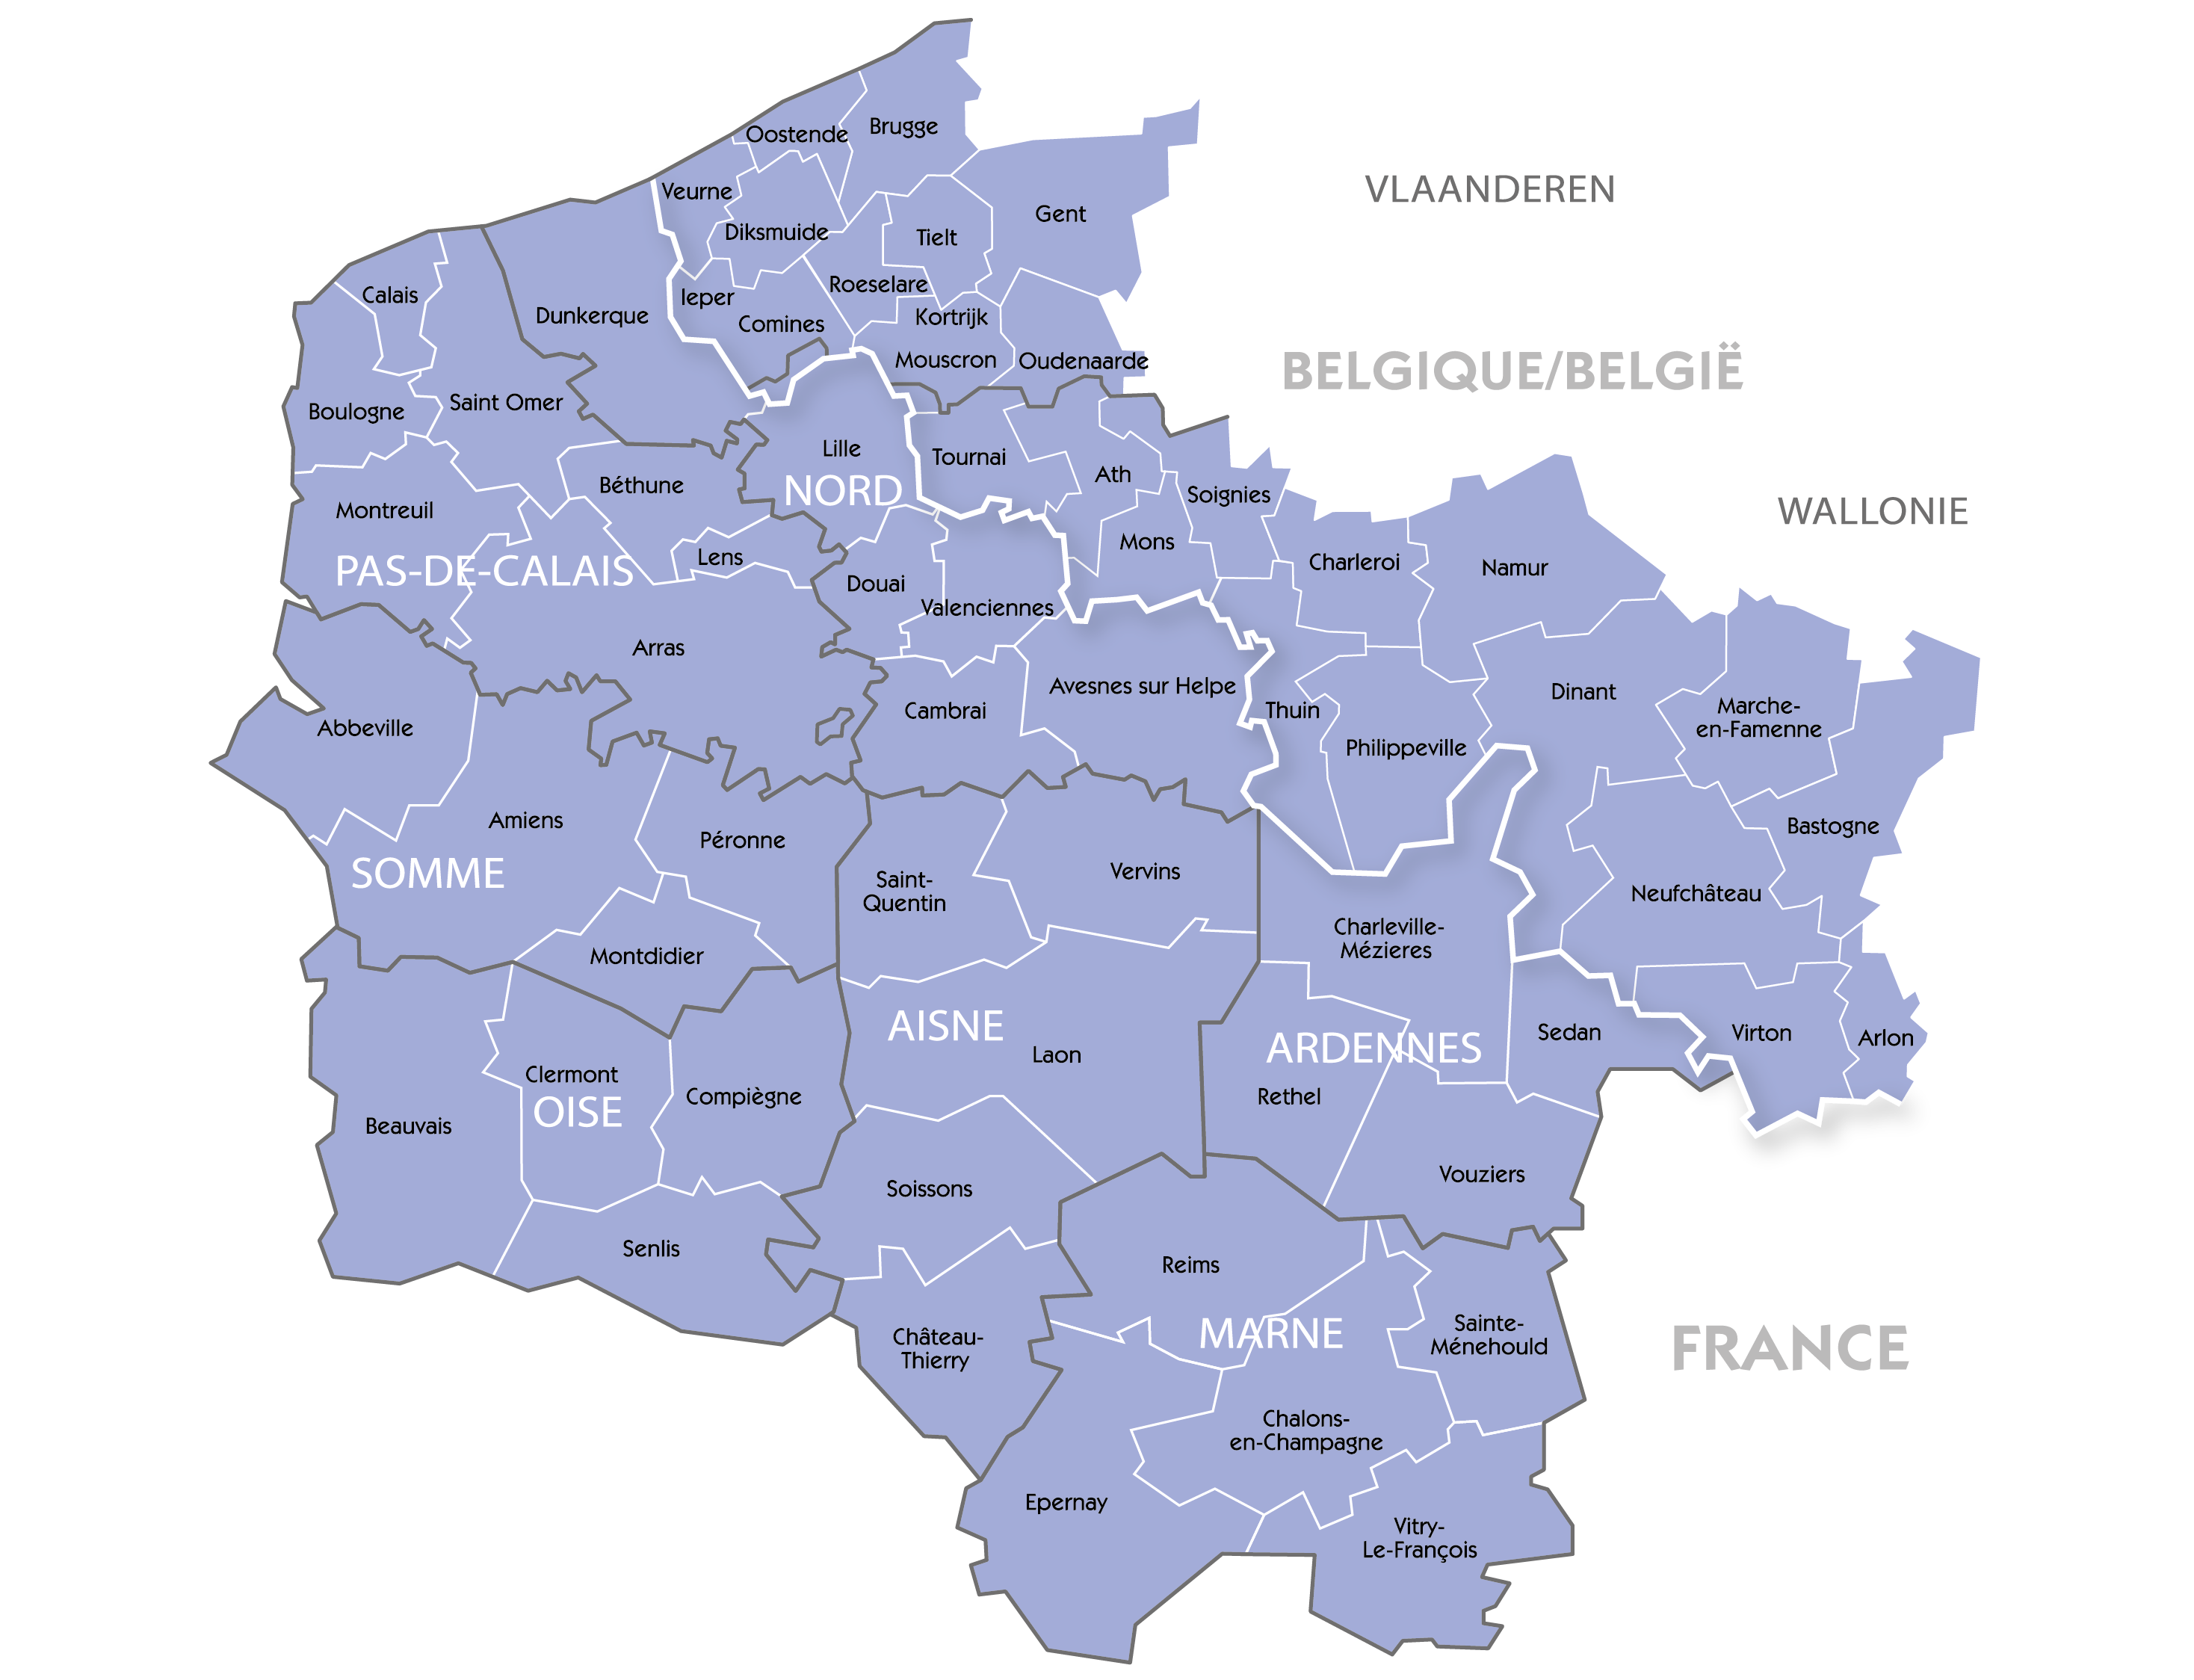 Brugge
Oostende
VLAANDEREN
Veurne
Gent
Diksmuide
Tielt
Roeselare
Calais
Ieper
Dunkerque
Kortrijk
Comines
Mouscron
Oudenaarde
BELGIQUE/BELGIË
Saint Omer
Boulogne
Lille
Tournai
Ath
Béthune
NORD
Soignies
Montreuil
WALLONIE
Mons
Lens
Charleroi
Namur
PAS-DE-CALAIS
Douai
Valenciennes
Arras
Avesnes sur Helpe
Dinant
Cambrai
Thuin
Marche-
en-Famenne
Abbeville
Philippeville
Amiens
Bastogne
Péronne
SOMME
Vervins
Saint-
Quentin
Neufchâteau
Charleville-
Mézieres
Montdidier
AISNE
Sedan
Virton
Arlon
ARDENNES
Laon
Clermont
OISE
Compiègne
Rethel
Beauvais
Vouziers
Soissons
Senlis
Reims
Château-
Thierry
MARNE
Sainte-
Ménehould
FRANCE
Chalons-
en-Champagne
Epernay
Vitry-
Le-François